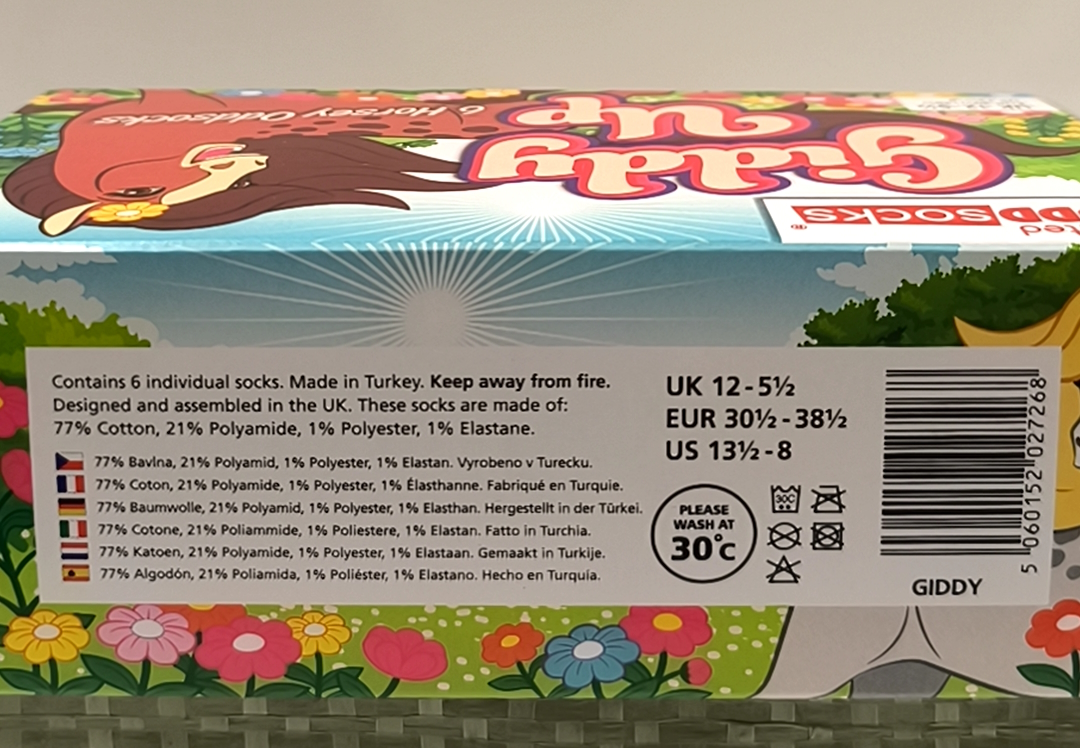 6 Horsey Oddsocks
Giddy
Up
ODD SOCKS®
Contains 6 individual socks. Made in Turkey. Keep away from fire.
Designed and assembled in the UK. These socks are made of:
77% Cotton, 21% Polyamide, 1% Polyester, 1% Elastane.
77% Bavlna, 21% Polyamid, 1% Polyester, 1% Elastan. Vyrobeno v Turecku.
77% Coton, 21% Polyamide, 1% Polyester, 1% Élasthanne. Fabriqué en Turquie.
77% Baumwolle, 21% Polyamid, 1% Polyester, 1% Elasthan. Hergestellt in der Türkei.
77% Cotone, 21% Poliammide, 1% Poliestere, 1% Elastan. Fatto in Turchia.
77% Katoen, 21% Polyamide, 1% Polyester, 1% Elastaan. Gemaakt in Turkije.
77% Algodón, 21% Poliamida, 1% Poliéster, 1% Elastano. Hecho en Turquía.
UK 12-5½
EUR 30½-38½
US 13½-8
PLEASE
WASH AT
30°C
30C
5 060152 027268
GIDDY